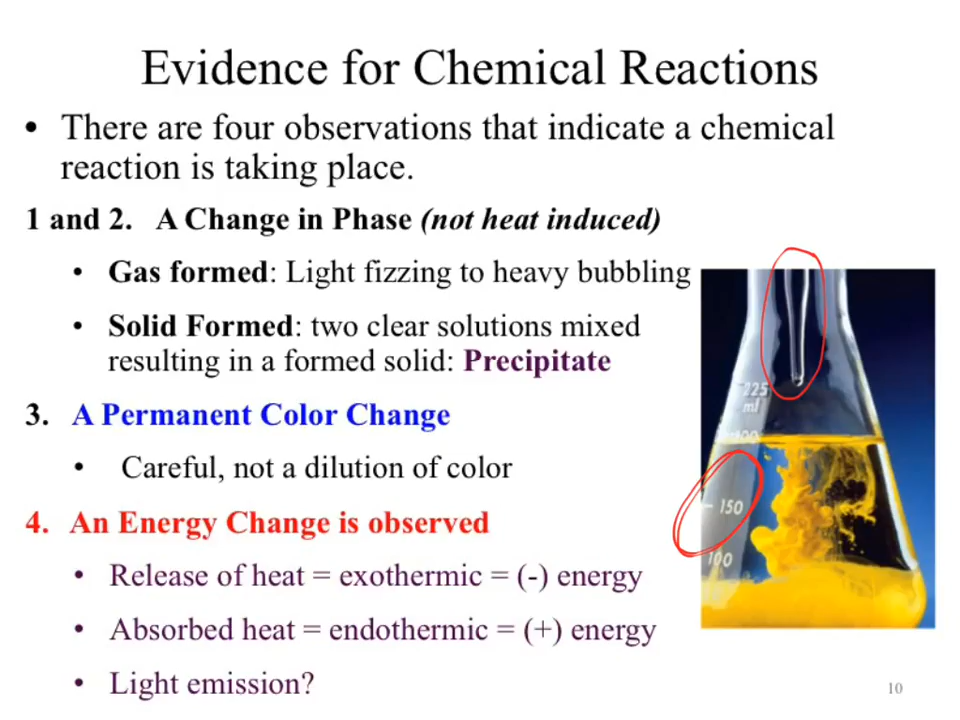 Evidence for Chemical Reactions
• There are four observations that indicate a chemical
reaction is taking place.
1 and 2. A Change in Phase (not heat induced)
• Gas formed: Light fizzing to heavy bubbling
• Solid Formed: two clear solutions mixed
resulting in a formed solid: Precipitate
3. A Permanent Color Change
• Careful, not a dilution of color
4. An Energy Change is observed
• Release of heat = exothermic = (-) energy
• Absorbed heat = endothermic = (+) energy
• Light emission?
225
ml
200
150
100
10